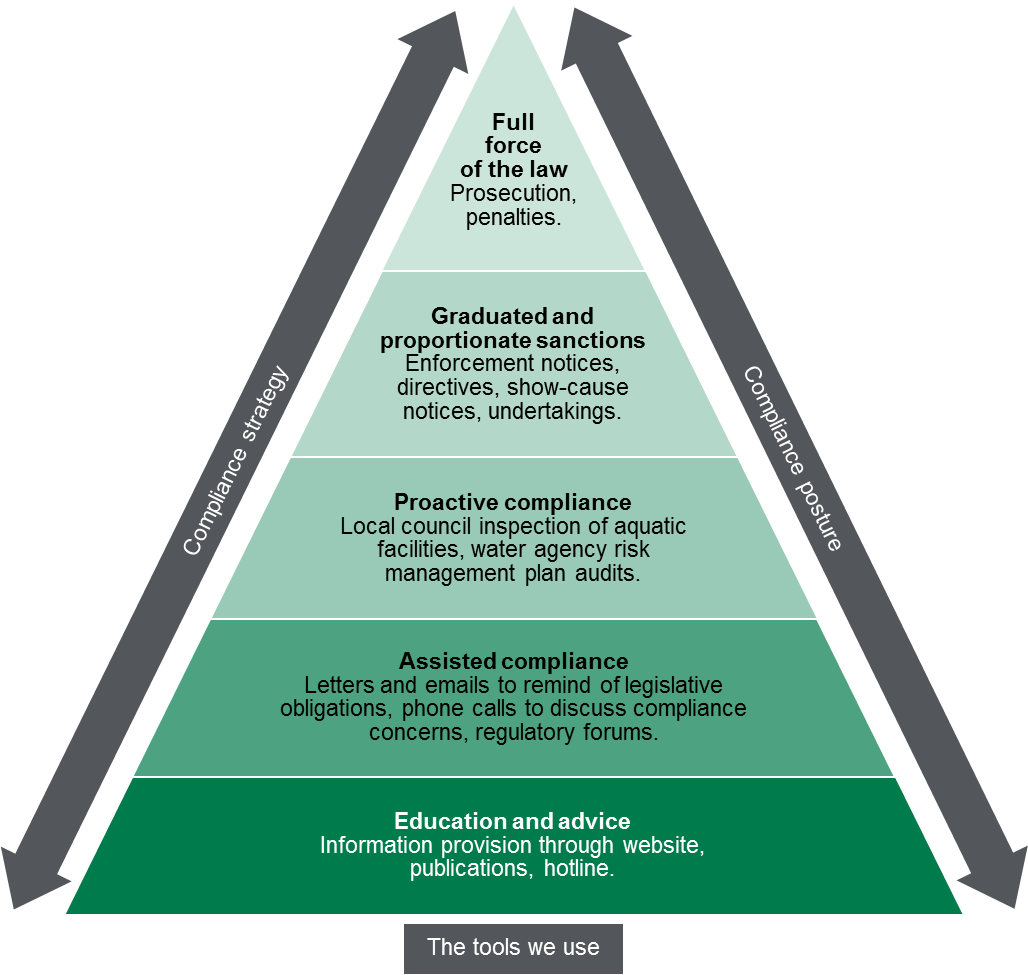 Full
force
of the law
Prosecution,
penalties.
Graduated and
proportionate sanctions
Enforcement notices,
directives, show-cause
notices, undertakings.
Compliance strategy
Compliance posture
Proactive compliance
Local council inspection of aquatic
facilities, water agency risk
management plan audits.
Assisted compliance
Letters and emails to remind of legislative
obligations, phone calls to discuss compliance
concerns, regulatory forums.
Education and advice
Information provision through website,
publications, hotline.
The tools we use